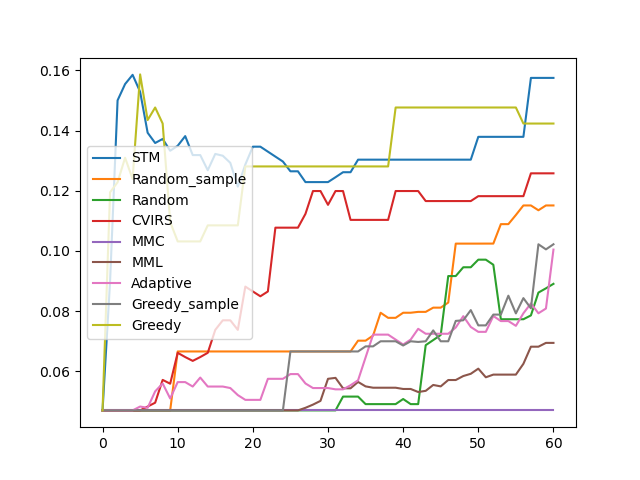 0.16
0.14
0.12
0.10
0.08
0.06
STM
Random_sample
Random
CVIRS
MMC
MML
Adaptive
Greedy_sample
Greedy
0 10 20 30 40 50 60